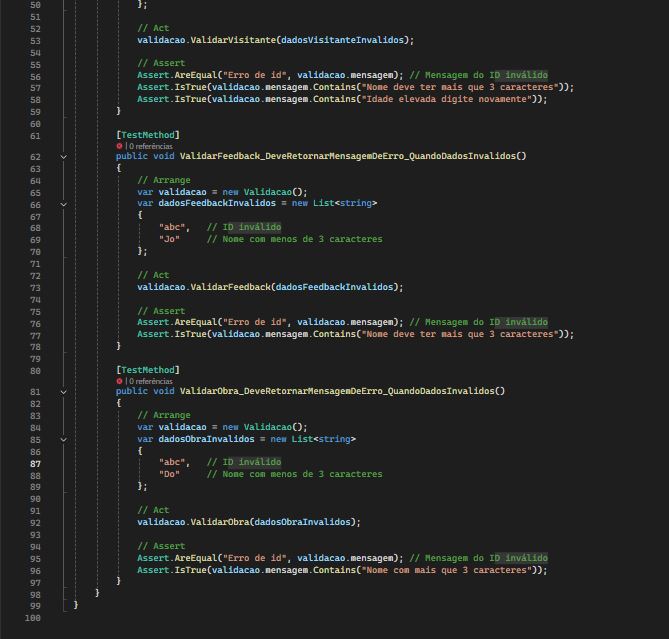 50 };
51
52 // Act
53 validacao.ValidarVisitante(dadosVisitanteInvalidos);
54
55 // Assert
56 Assert.AreEqual("Erro de id", validacao.mensagem); // Mensagem do ID inválido
57 Assert.IsTrue(validacao.mensagem.Contains("Nome deve ter mais que 3 caracteres"));
58 Assert.IsTrue(validacao.mensagem.Contains("Idade elevada digite novamente"));
59 }
60
61 [TestMethod]
| 0 referências
62 public void ValidarFeedback_DeveRetornarMensagemDeErro_QuandoDadosInvalidos()
63 {
64 // Arrange
65 var validacao = new Validacao();
66 var dadosFeedbackInvalidos = new List<string>
67 {
68 "abc", // ID inválido
69 "Jo" // Nome com menos de 3 caracteres
70 };
71
72 // Act
73 validacao.ValidarFeedback(dadosFeedbackInvalidos);
74
75 // Assert
76 Assert.AreEqual("Erro de id", validacao.mensagem); // Mensagem do ID inválido
77 Assert.IsTrue(validacao.mensagem.Contains("Nome deve ter mais que 3 caracteres"));
78 }
79
80 [TestMethod]
| 0 referências
81 public void ValidarObra_DeveRetornarMensagemDeErro_QuandoDadosInvalidos()
82 {
83 // Arrange
84 var validacao = new Validacao();
85 var dadosObraInvalidos = new List<string>
86 {
87 "abc", // ID inválido
88 "Do" // Nome com menos de 3 caracteres
89 };
90
91 // Act
92 validacao.ValidarObra(dadosObraInvalidos);
93
94 // Assert
95 Assert.AreEqual("Erro de id", validacao.mensagem); // Mensagem do ID inválido
96 Assert.IsTrue(validacao.mensagem.Contains("Nome com mais que 3 caracteres"));
97 }
98 }
99 }
100